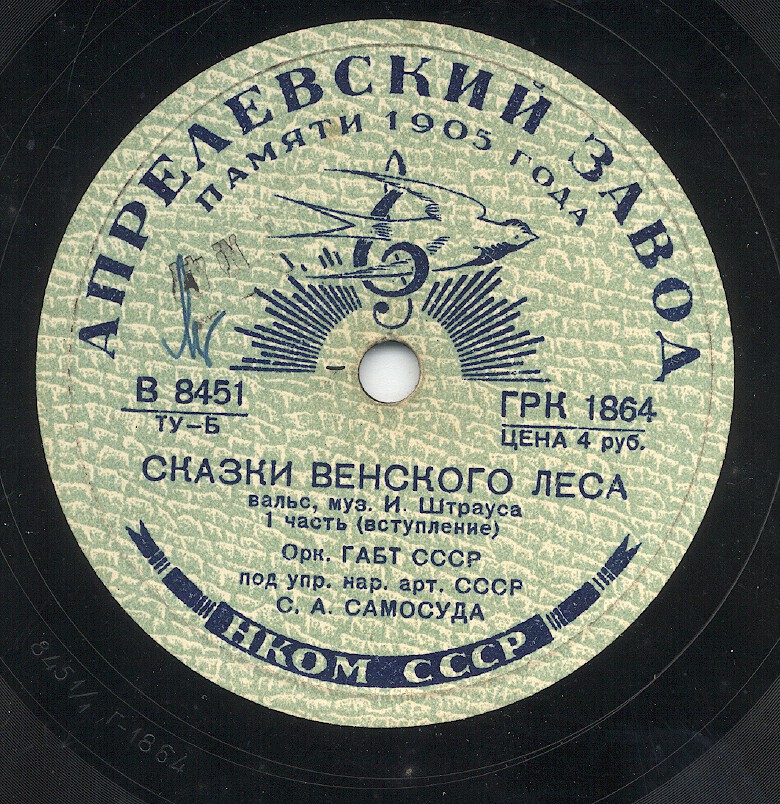 АПРЕЛЕВСКИЙ ЗАВОД
ПАМЯТИ 1905 ГОДА
В 8451
ТУ-Б
ГРК 1864
ЦЕНА 4 руб.
СКАЗКИ ВЕНСКОГО ЛЕСА
вальс, муз. И. Штрауса
1 часть (вступление)
Орк. ГАБТ СССР
под упр. нар. арт. СССР
С. А. САМОСУДА
НКОМ СССР
8451/1 Г-1864